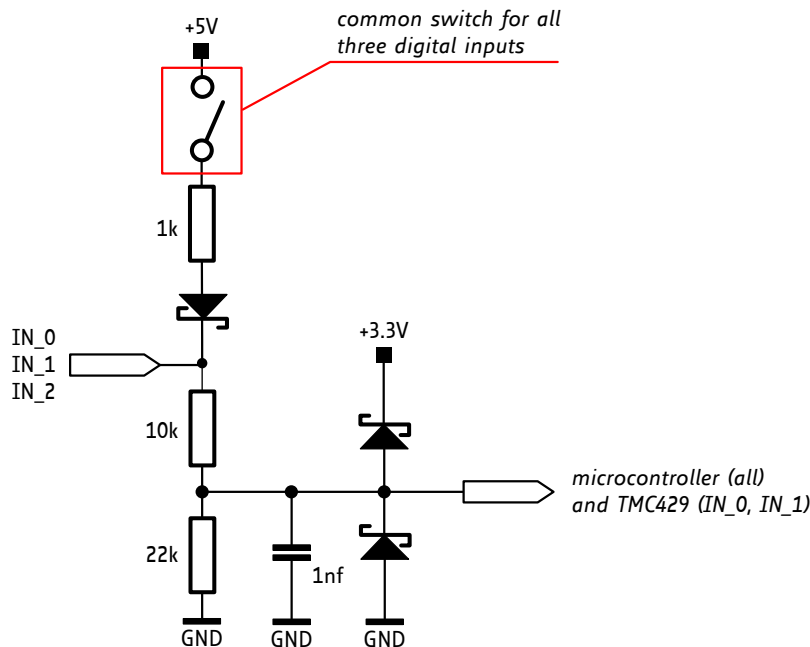 common switch for all
three digital inputs
+5V
1k
IN_0
IN_1
IN_2
+3.3V
10k
microcontroller (all)
and TMC429 (IN_0, IN_1)
22k
1nf
GND
GND
GND